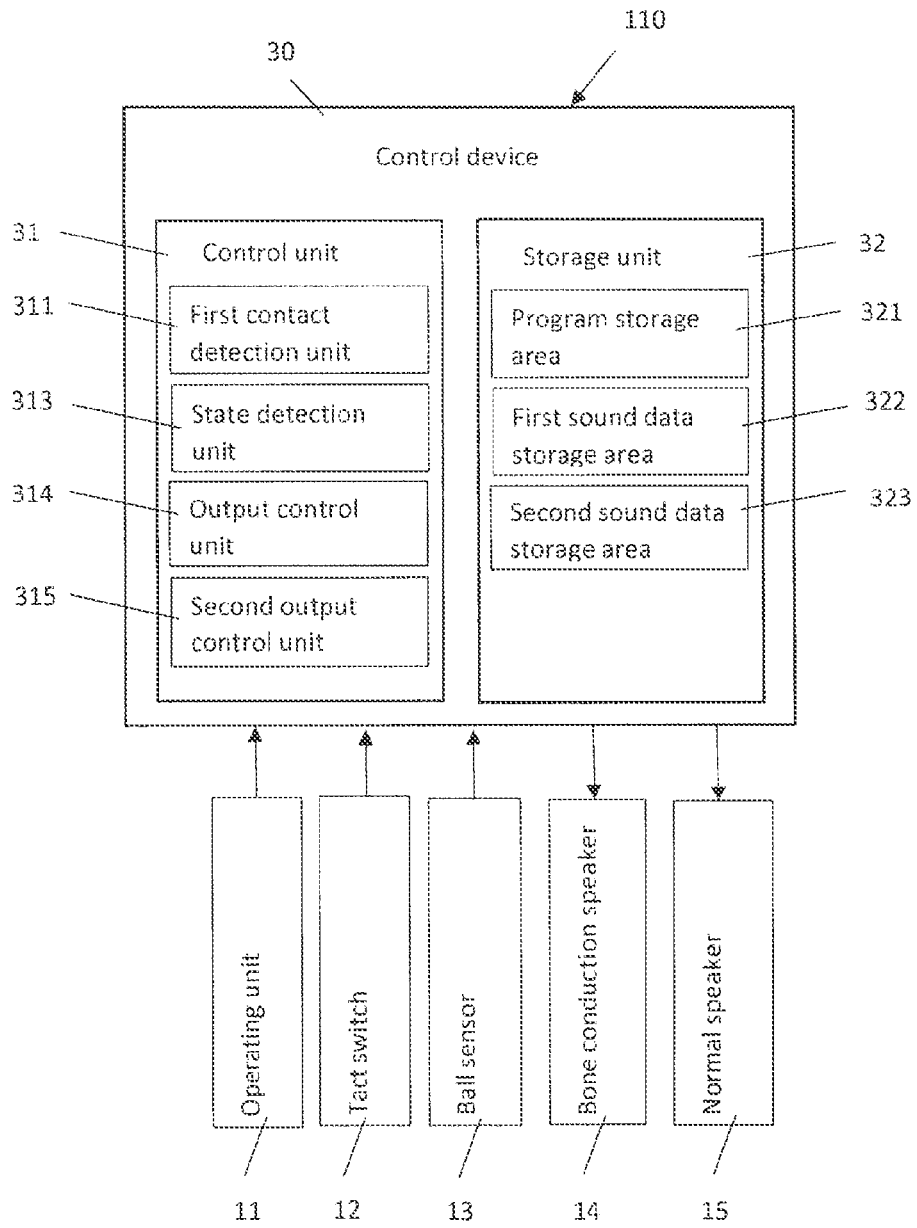 110
30
Control device
31
Control unit
311
First contact
detection unit
313
State detection
unit
314
Output control
unit
315
Second output
control unit
Storage unit
32
Program storage
area
321
First sound data
storage area
322
Second sound data
storage area
323
Operating unit
Tact switch
Ball sensor
Bone conduction speaker
Normal speaker
11
12
13
14
15